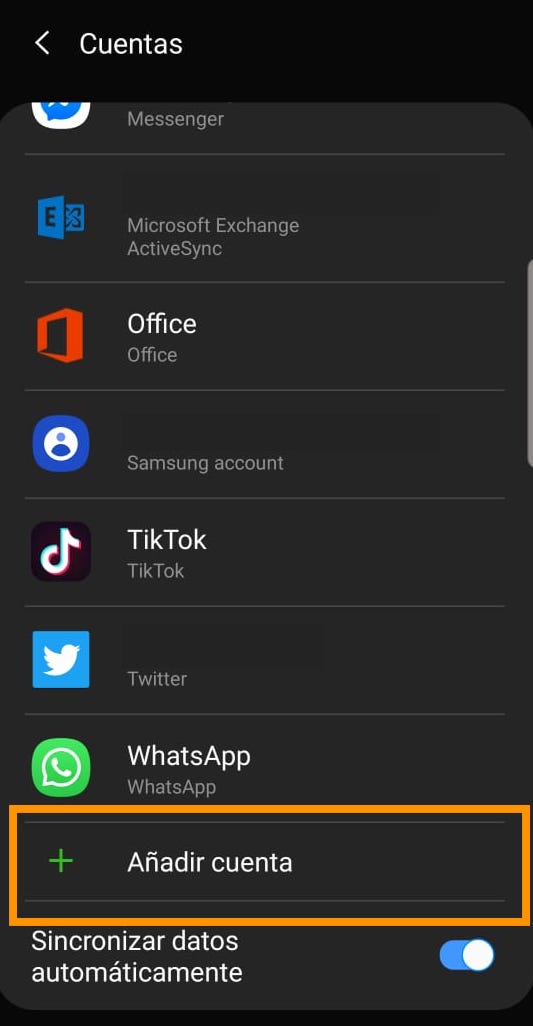 Cuentas
Messenger
Microsoft Exchange
ActiveSync
Office
Office
Samsung account
TikTok
TikTok
Twitter
WhatsApp
WhatsApp
Añadir cuenta
Sincronizar datos
automáticamente